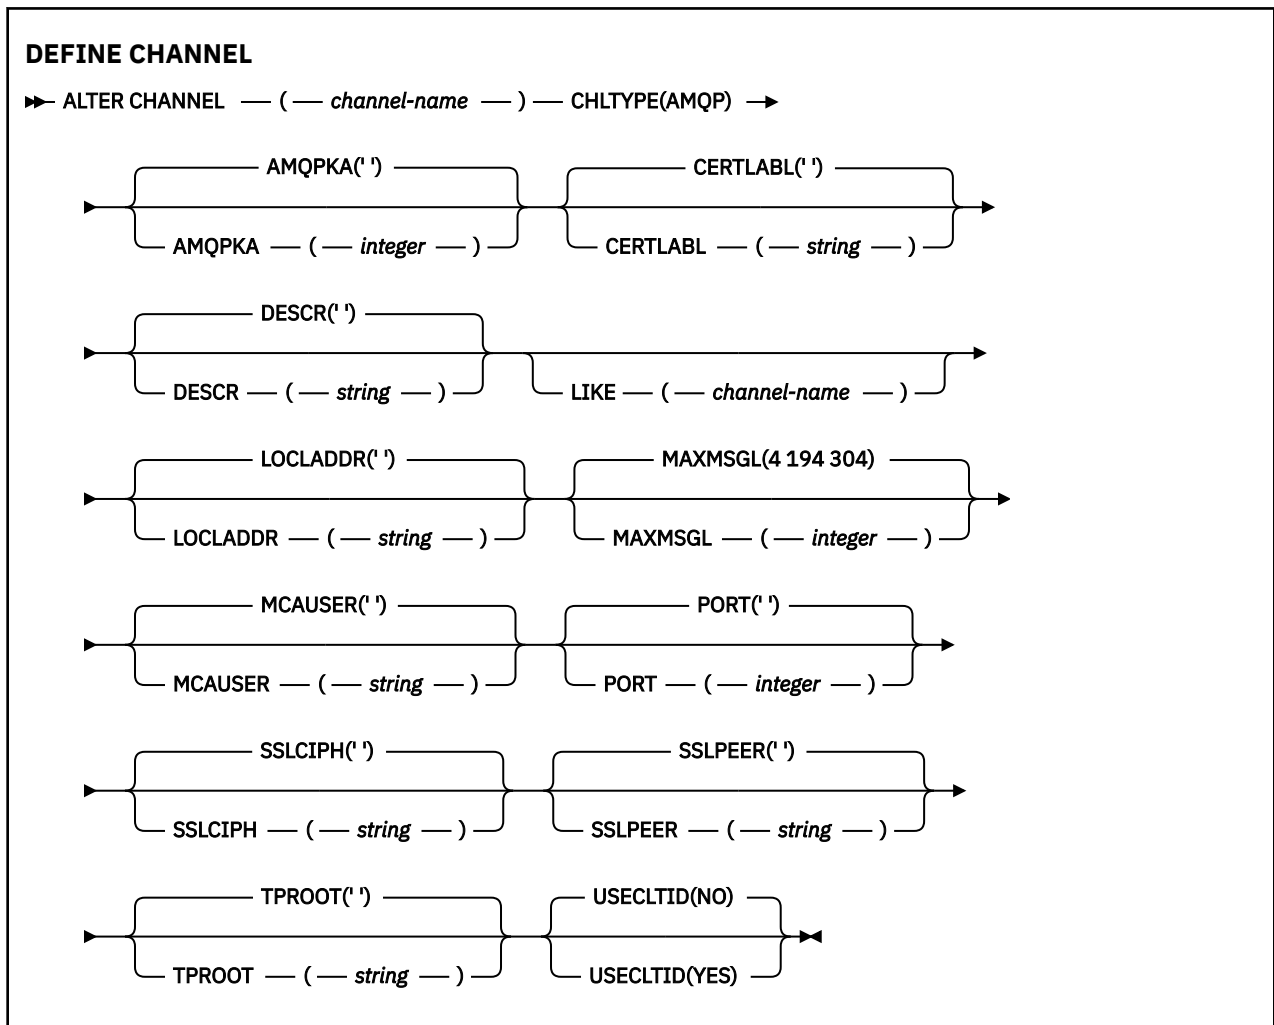 DEFINE CHANNEL
ALTER CHANNEL ( channel-name ) CHLTYPE(AMQP)
AMQPKA(' ') CERTLABL(' ')
AMQPKA ( integer ) CERTLABL ( string )
DESCR(' ')
DESCR ( string ) LIKE ( channel-name )
LOCLADDR(' ') MAXMSGL(4 194 304)
LOCLADDR ( string ) MAXMSGL ( integer )
MCAUSER(' ') PORT(' ')
MCAUSER ( string ) PORT ( integer )
SSLCIPH(' ') SSLPEER(' ')
SSLCIPH ( string ) SSLPEER ( string )
TPROOT(' ') USECLTID(NO)
TPROOT ( string ) USECLTID(YES)